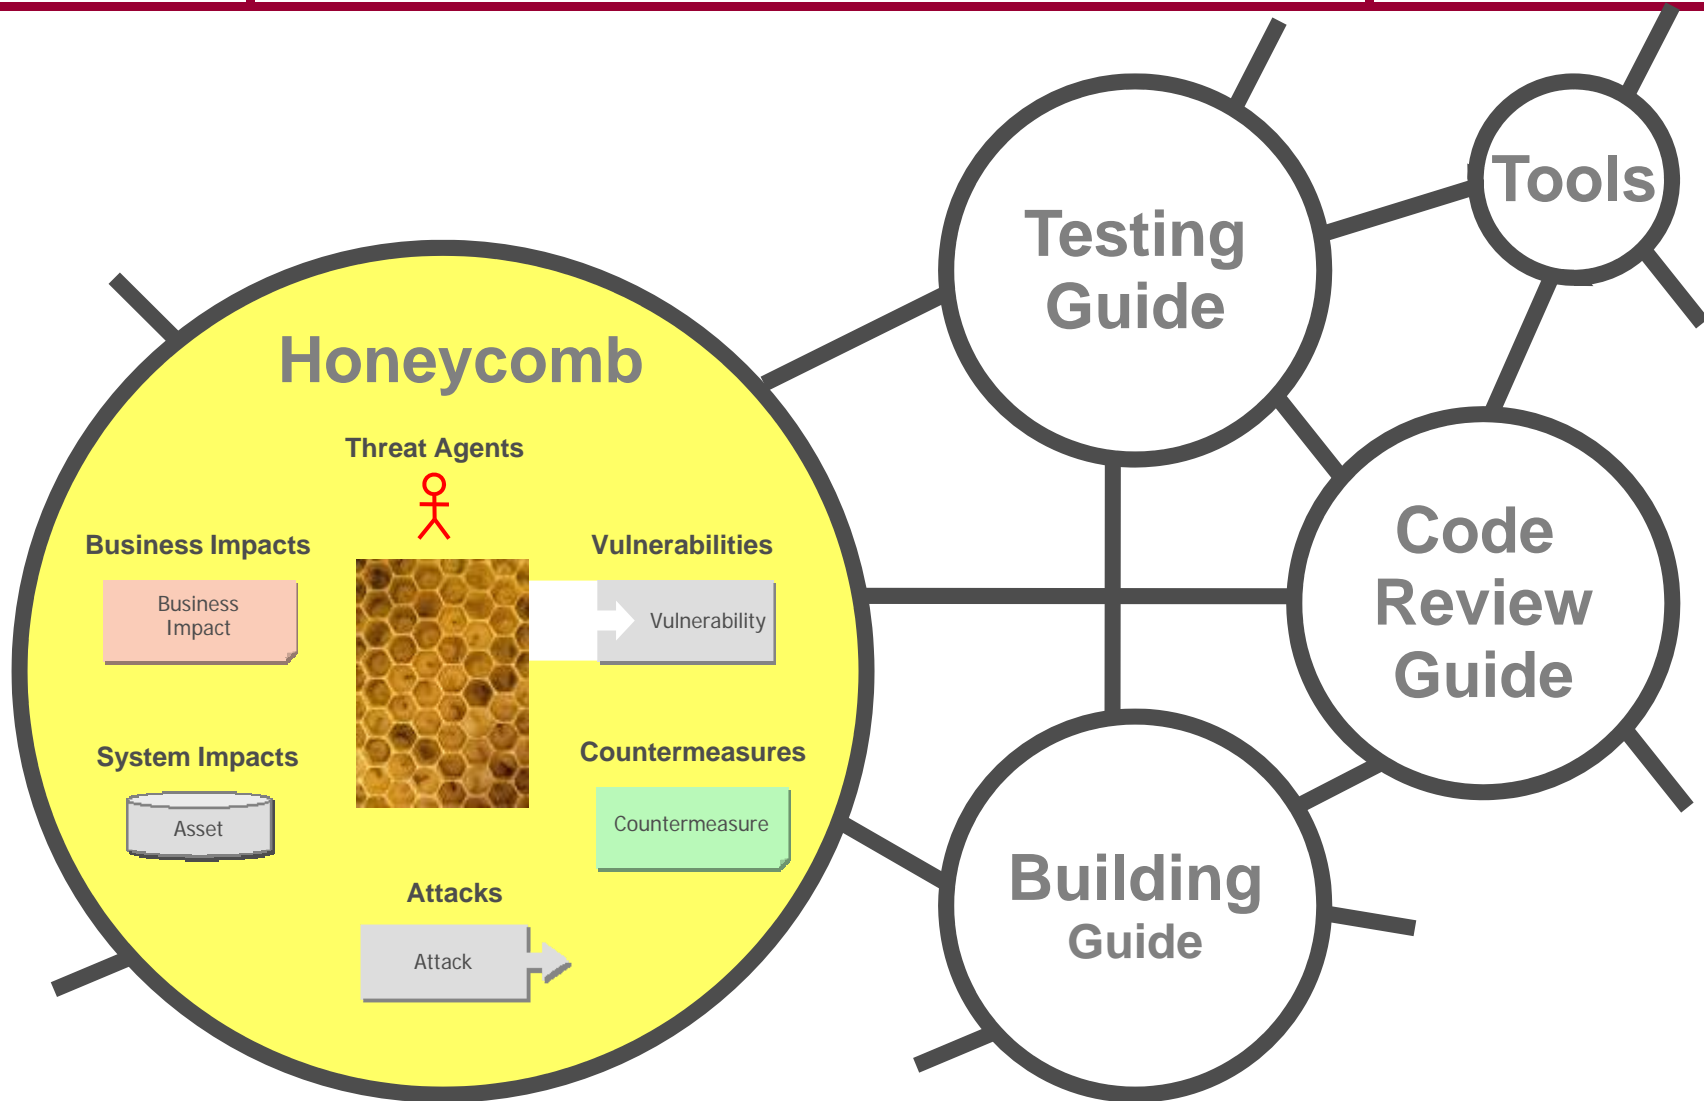 Honeycomb
Threat Agents
Business Impacts
Business
Impact
Vulnerabilities
Vulnerability
System Impacts
Asset
Countermeasures
Countermeasure
Attacks
Attack
Testing
Guide
Tools
Code
Review
Guide
Building
Guide